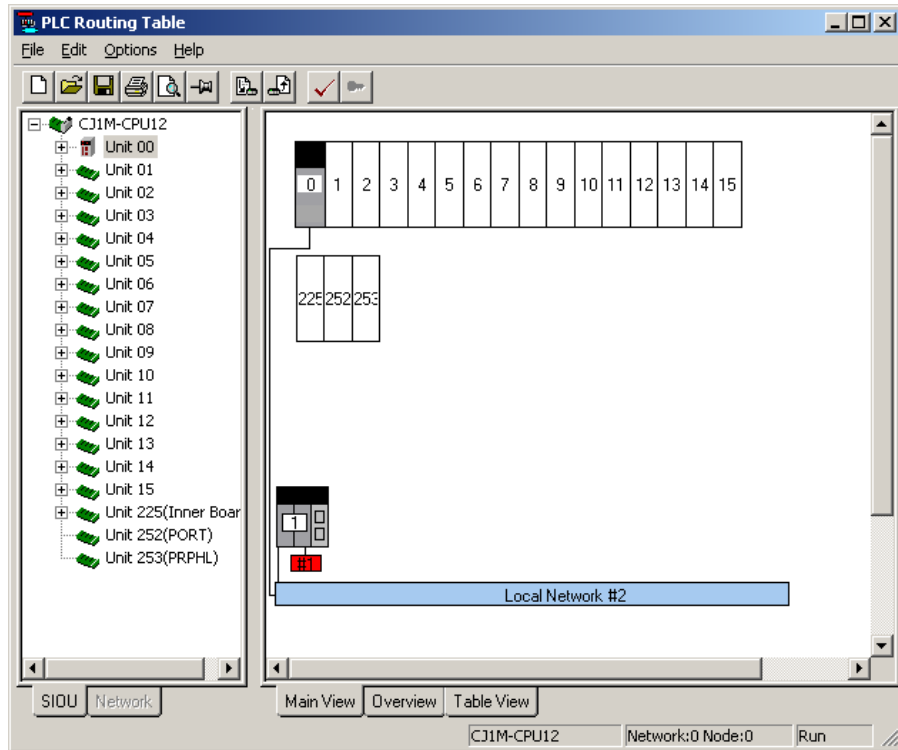 PLC Routing Table
File Edit Options Help
CJ1M-CPU12
Unit 00
Unit 01
Unit 02
Unit 03
Unit 04
Unit 05
Unit 06
Unit 07
Unit 08
Unit 09
Unit 10
Unit 11
Unit 12
Unit 13
Unit 14
Unit 15
Unit 225(Inner Boar
Unit 252(PORT)
Unit 253(PRPHL)
0 1 2 3 4 5 6 7 8 9 10 11 12 13 14 15
225 252 253
1
#1
Local Network #2
SIOU Network
Main View Overview Table View
CJ1M-CPU12 Network:0 Node:0 Run